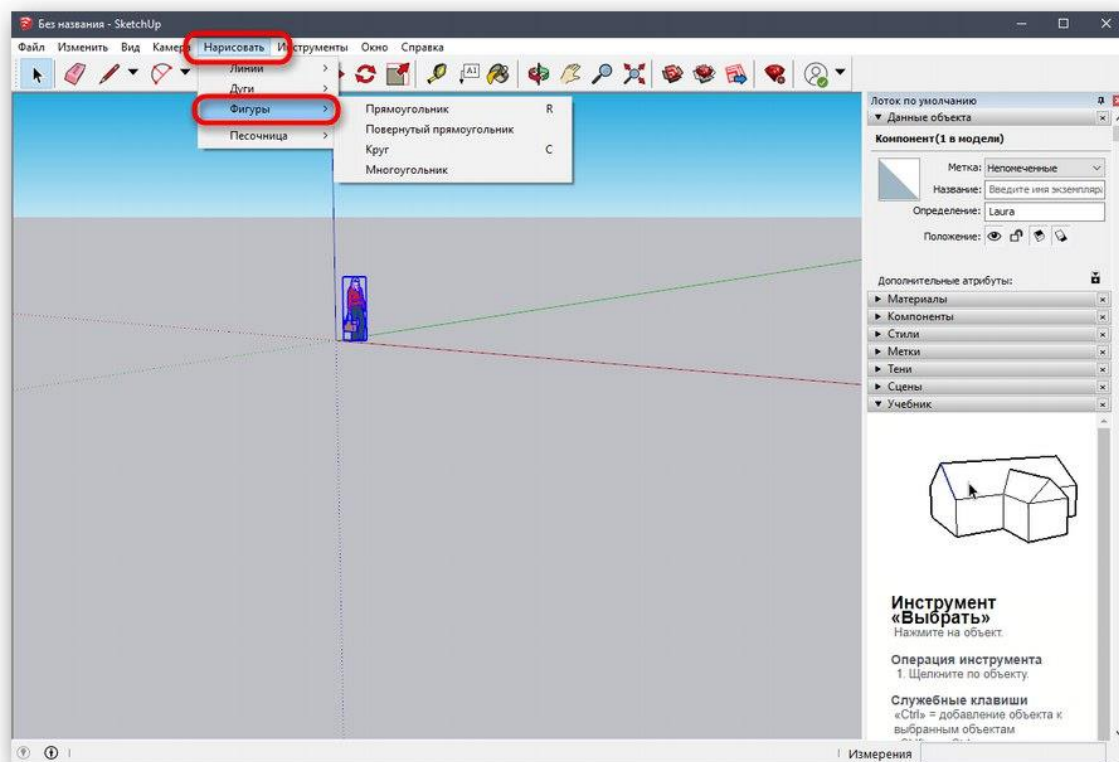 Без названия - SketchUp
Файл Изменить Вид Камера Нарисовать Инструменты Окно Справка
Линии
Дуги
Фигуры
Песочница
Прямоугольник R
Повернутый прямоугольник
Круг C
Многоугольник
Лоток по умолчанию
Данные объекта
Компонент(1 в модели)
Метка: Непомеченные
Название: Введите имя экземпляр
Определение: Laura
Положение:
Дополнительные атрибуты:
Материалы
Компоненты
Стили
Метки
Тени
Сцены
Учебник
Инструмент
«Выбрать»
Нажмите на объект.
Операция инструмента
1. Щелкните по объекту.
Служебные клавиши
«Ctrl» = добавление объекта к
выбранным объектам
Измерения